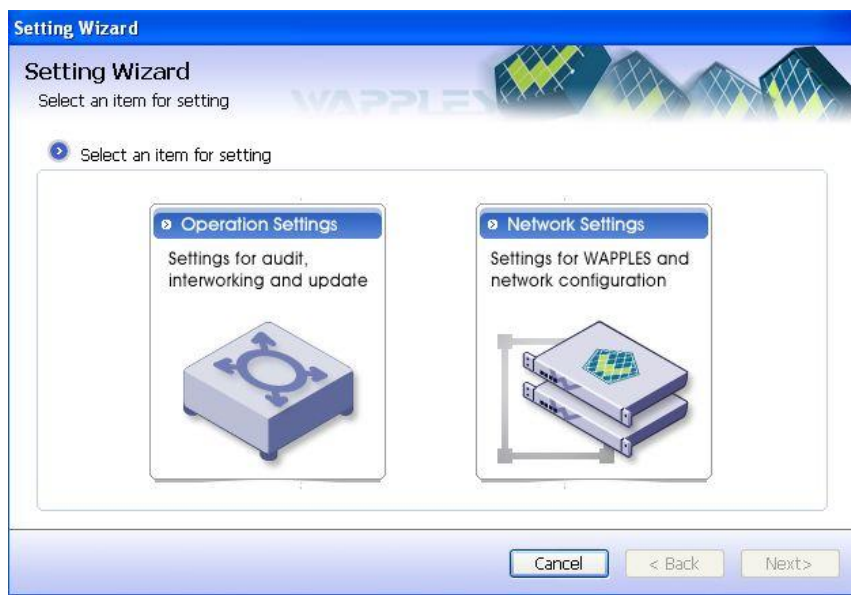 Setting Wizard
Setting Wizard
Select an item for setting
WAPPLES
Select an item for setting
Operation Settings
Settings for audit,
interworking and update
Network Settings
Settings for WAPPLES and
network configuration
Cancel
< Back
Next>